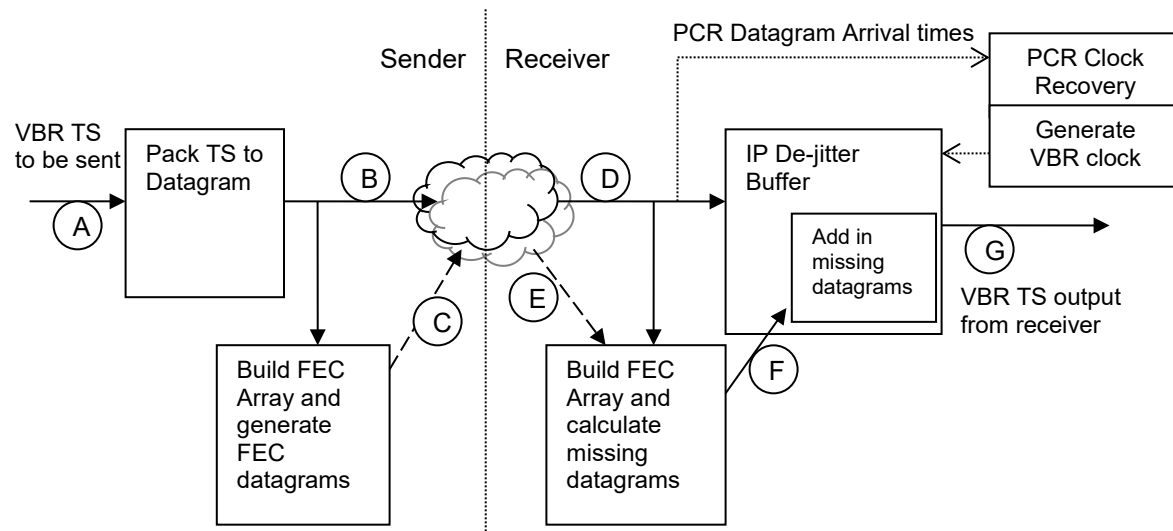 PCR Datagram Arrival times
Sender
Receiver
PCR Clock
Recovery
Generate
VBR clock
VBR TS
to be sent
Pack TS to
Datagram
A
B
D
IP De-jitter
Buffer
Add in
missing
datagrams
G
VBR TS output
from receiver
C
E
F
Build FEC
Array and
generate
FEC
datagrams
Build FEC
Array and
calculate
missing
datagrams